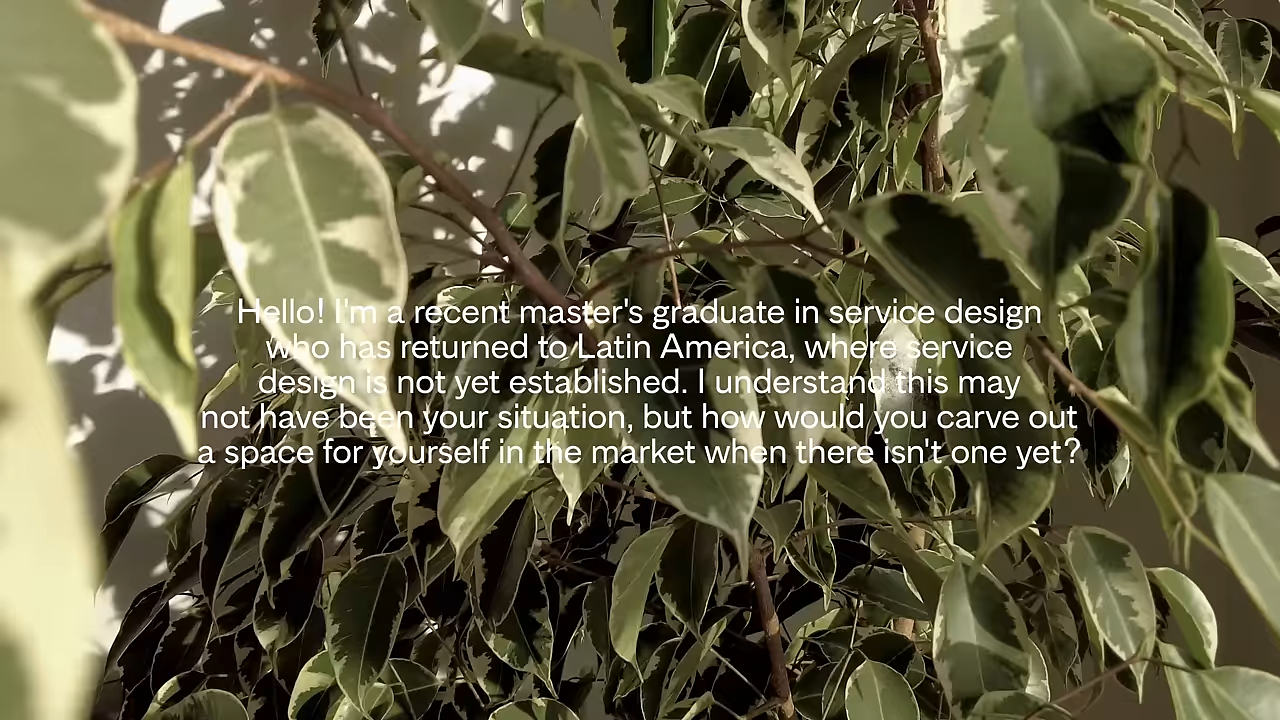 Hello! I'm a recent master's graduate in service design
who has returned to Latin America, where service
design is not yet established. I understand this may
not have been your situation, but how would you carve out
a space for yourself in the market when there isn't one yet?